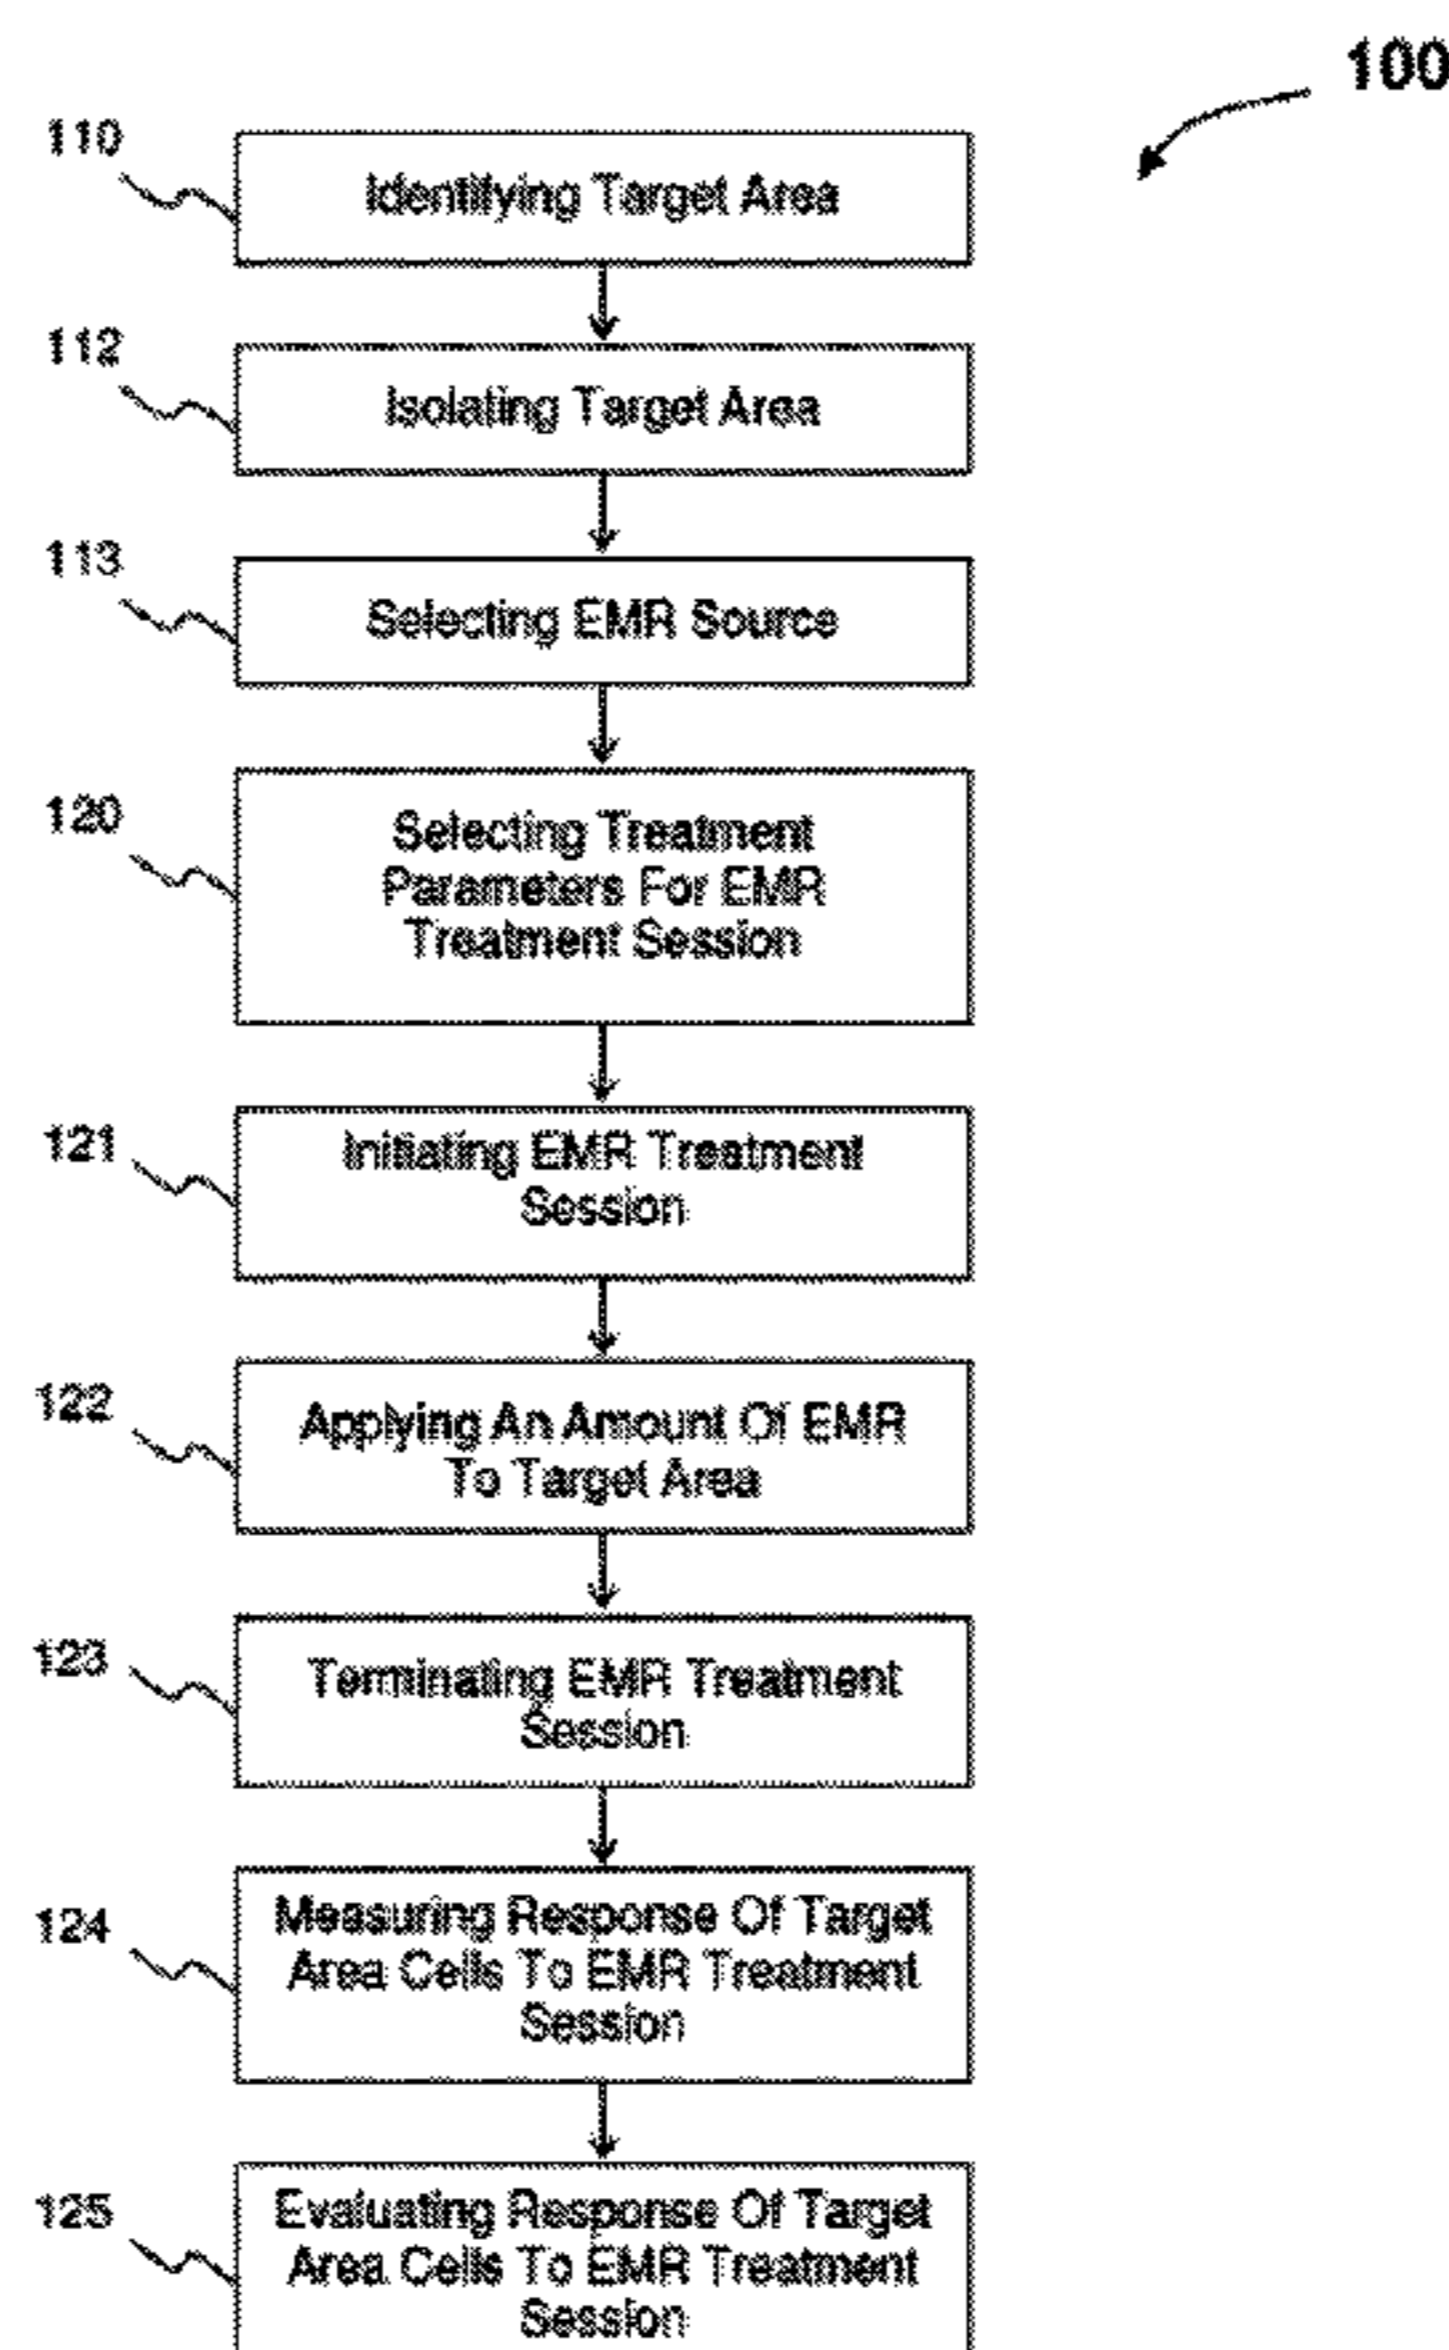 100
110
Identifying Target Area
112
Isolating Target Area
113
Selecting EMR Source
120
Selecting Treatment
Parameters For EMR
Treatment Session
121
Initiating EMR Treatment
Session
122
Applying An Amount Of EMR
To Target Area
123
Terminating EMR Treatment
Session
124
Measuring Response Of Target
Area Cells To EMR Treatment
Session
125
Evaluating Response Of Target
Area Cells To EMR Treatment
Session